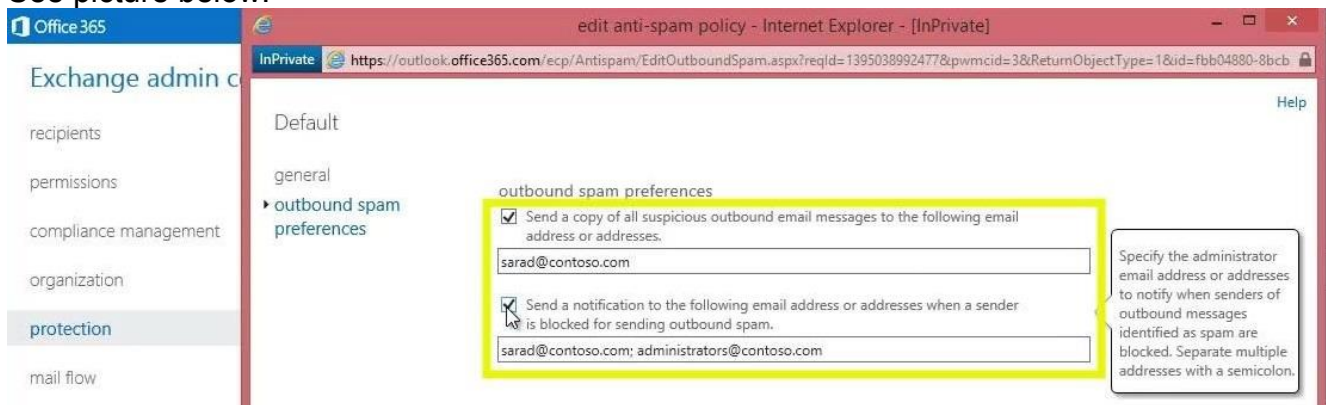 Office 365
edit anti-spam policy - Internet Explorer - [InPrivate]
InPrivate https://outlook.office365.com/ecp/Antispam/EditOutboundSpam.aspx?reqId=1395038992477&pwmcid=3&ReturnObjectType=1&id=fbb04880-8bcb
Exchange admin c
recipients
permissions
compliance management
organization
protection
mail flow
Help
Default
general
outbound spam
preferences
outbound spam preferences
Send a copy of all suspicious outbound email messages to the following email
address or addresses.
sarad@contoso.com
Send a notification to the following email address or addresses when a sender
is blocked for sending outbound spam.
sarad@contoso.com; administrators@contoso.com
Specify the administrator
email address or addresses
to notify when senders of
outbound messages
identified as spam are
blocked. Separate multiple
addresses with a semicolon.